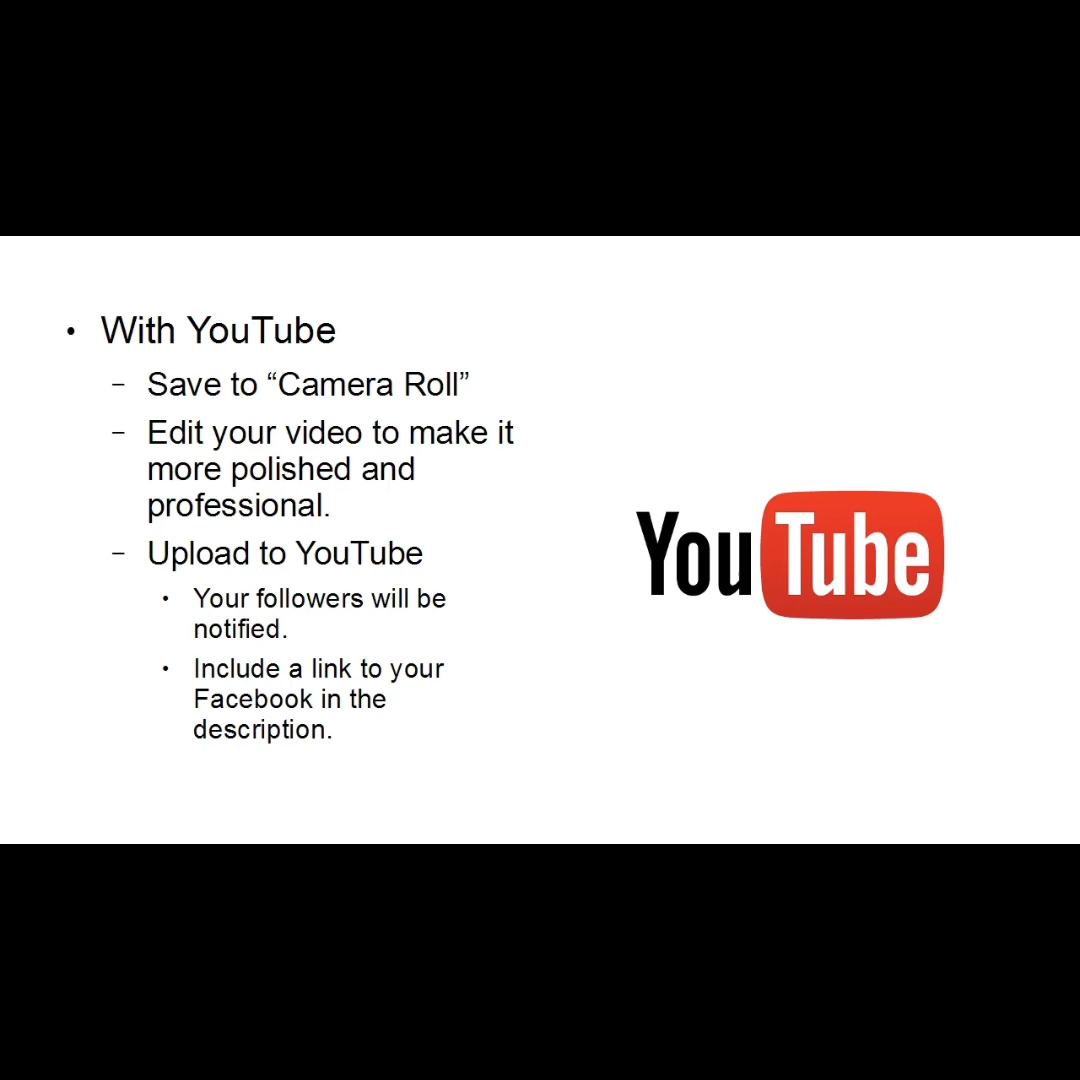 • With YouTube
– Save to “Camera Roll”
– Edit your video to make it
more polished and
professional.
– Upload to YouTube
• Your followers will be
notified.
• Include a link to your
Facebook in the
description.
YouTube